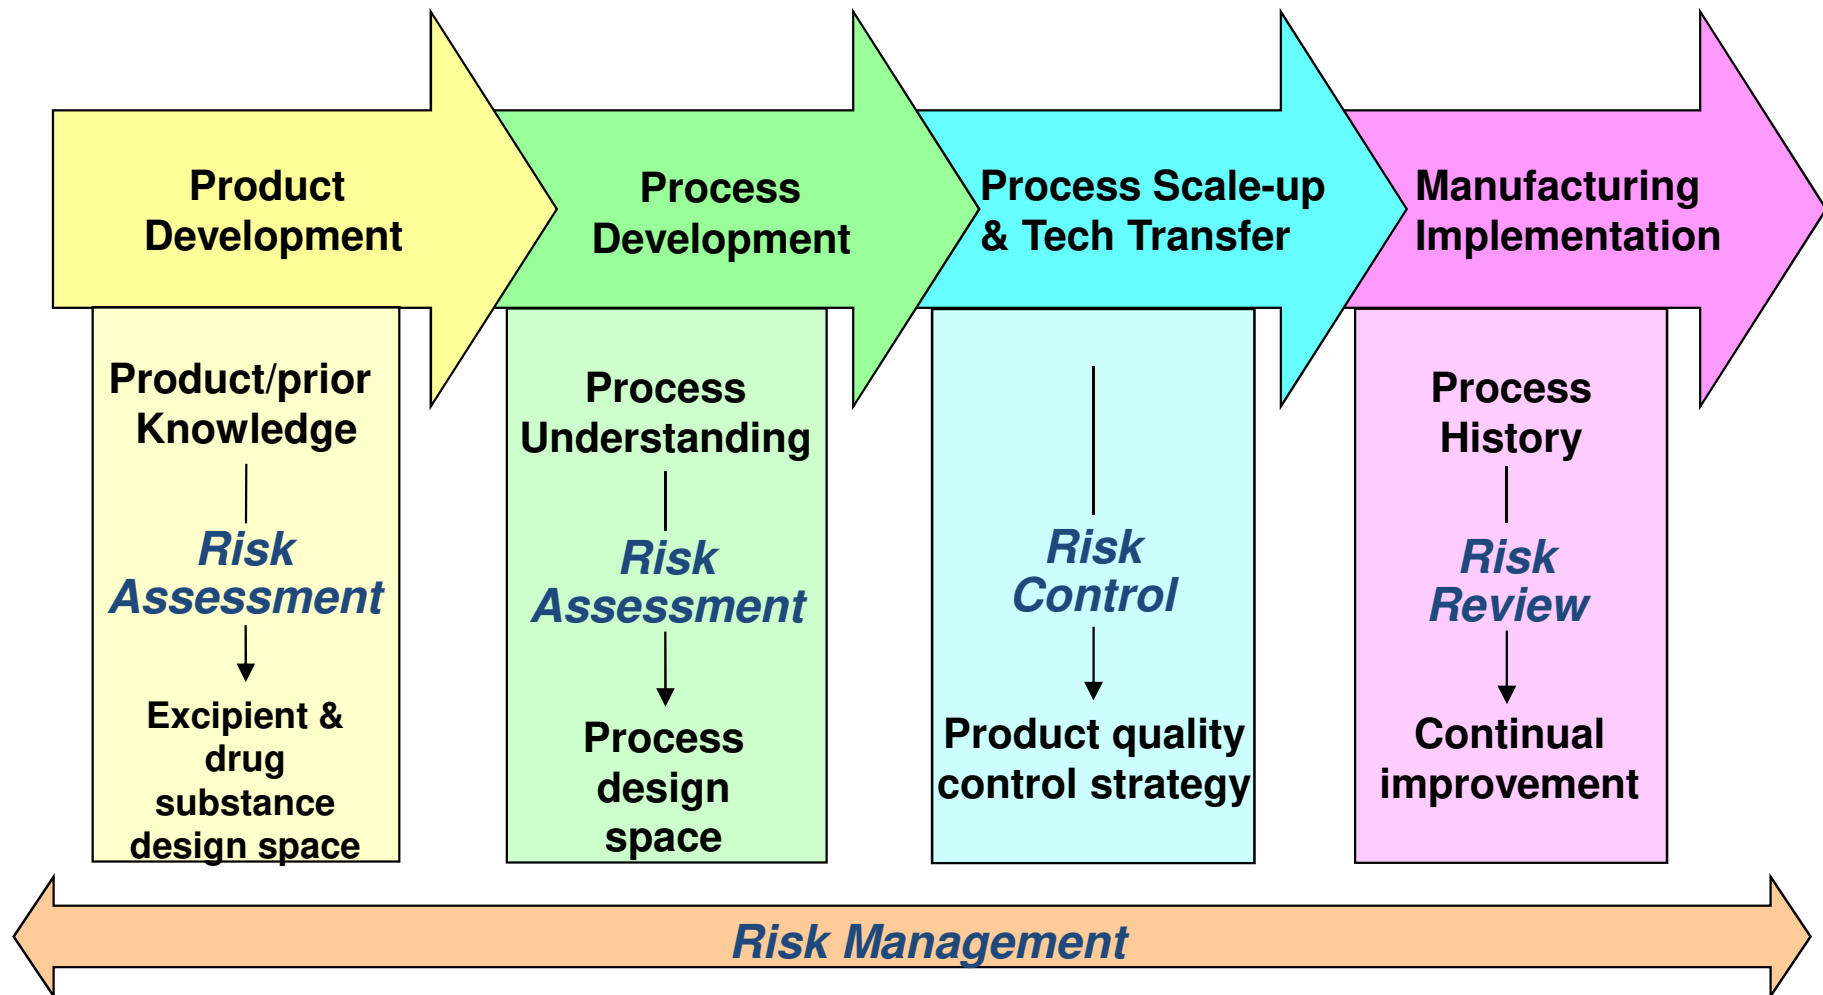 Product
Development
Process
Development
Process Scale-up
& Tech Transfer
Manufacturing
Implementation
Product/prior
Knowledge
Risk
Assessment
Excipient &
drug
substance
design space
Process
Understanding
Risk
Assessment
Process
design
space
Risk
Control
Product quality
control strategy
Process
History
Risk
Review
Continual
improvement
Risk Management